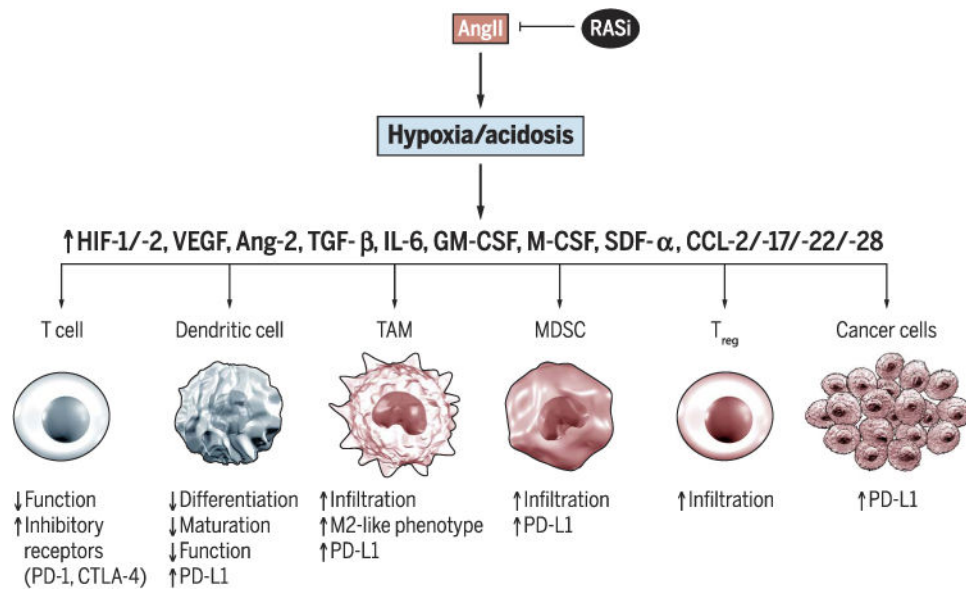 AngII
RASi
Hypoxia/acidosis
↑HIF-1/-2, VEGF, Ang-2, TGF- β, IL-6, GM-CSF, M-CSF, SDF- α, CCL-2/-17/-22/-28
T cell
Dendritic cell
TAM
MDSC
Treg
Cancer cells
↓Function
↑Inhibitory
receptors
(PD-1, CTLA-4)
↓Differentiation
↓Maturation
↓Function
↑PD-L1
↑Infiltration
↑M2-like phenotype
↑PD-L1
↑Infiltration
↑PD-L1
↑Infiltration
↑PD-L1